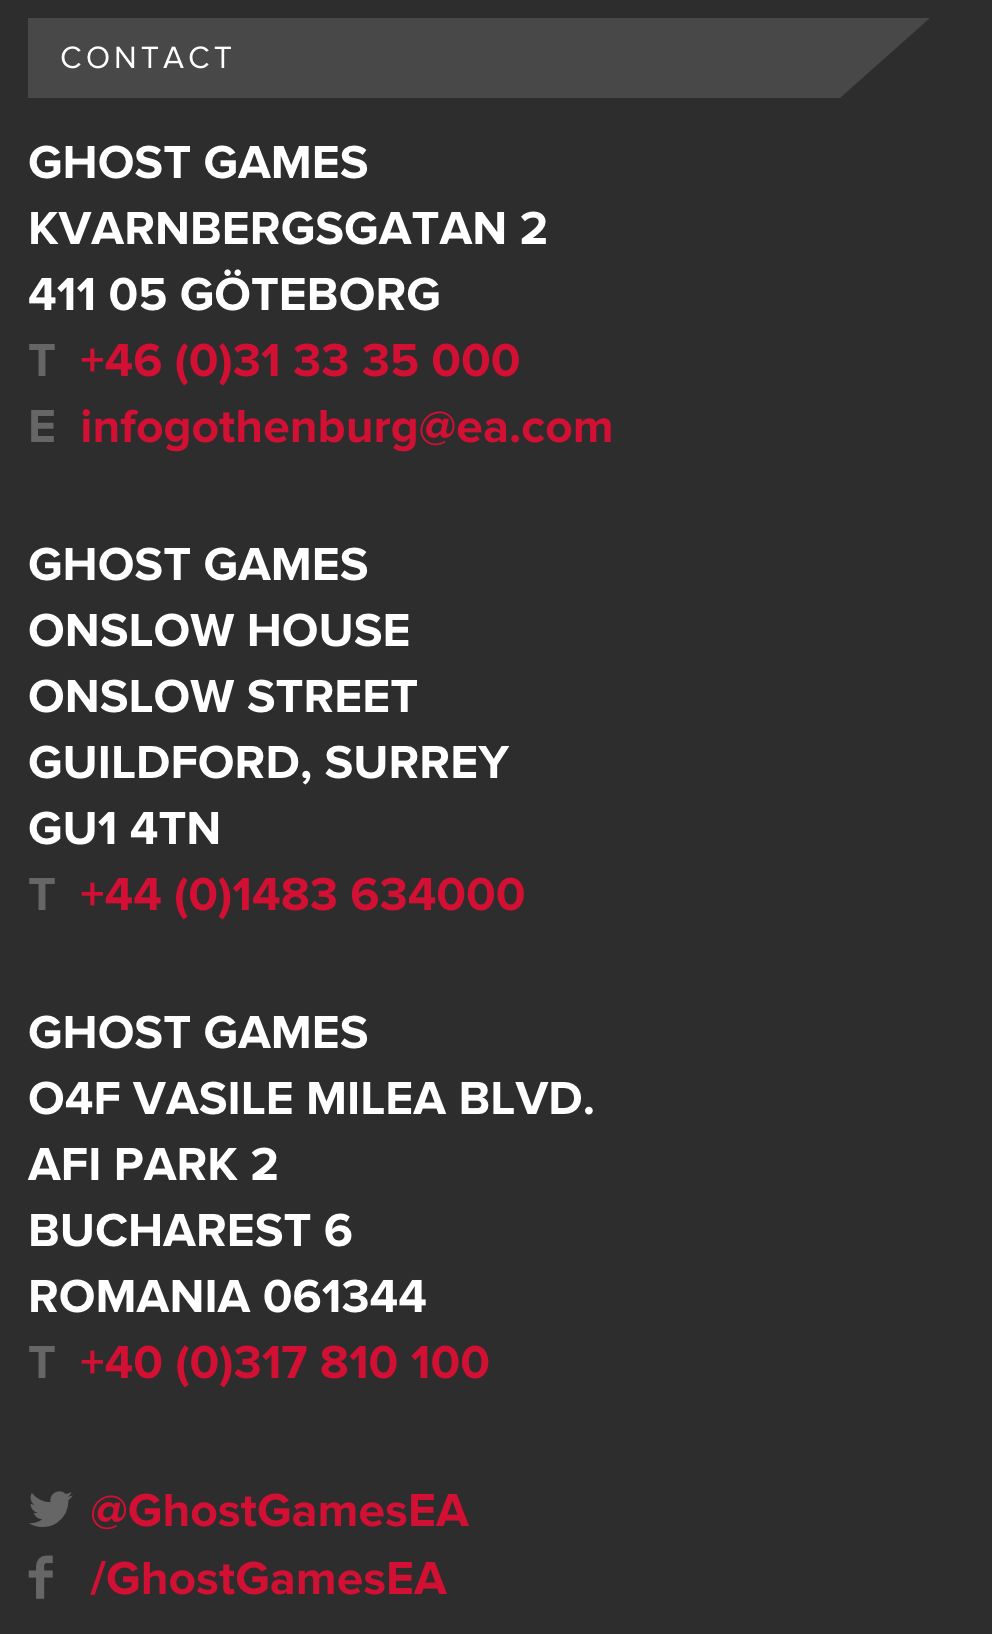 CONTACT
GHOST GAMES
KVARNBERGSGATAN 2
411 05 GÖTEBORG
T +46 (0)31 33 35 000
E infogothenburg@ea.com
GHOST GAMES
ONSLOW HOUSE
ONSLOW STREET
GUILDFORD, SURREY
GU1 4TN
T +44 (0)1483 634000
GHOST GAMES
O4F VASILE MILEA BLVD.
AFI PARK 2
BUCHAREST 6
ROMANIA 061344
T +40 (0)317 810 100
@GhostGamesEA
/GhostGamesEA